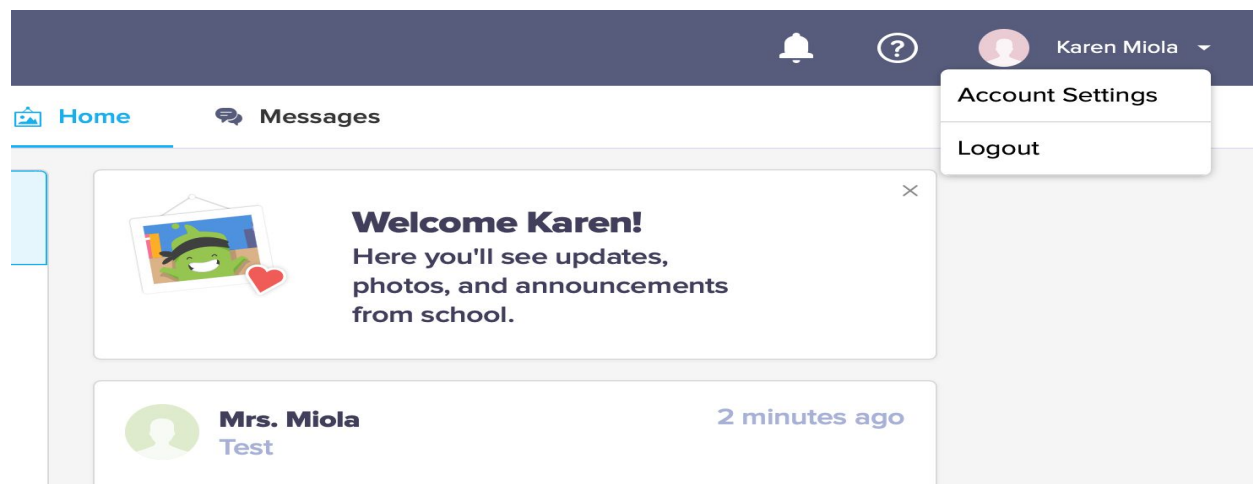 Karen Miola
Account Settings
Logout
Home
Messages
Welcome Karen!
Here you'll see updates,
photos, and announcements
from school.
Mrs. Miola
2 minutes ago
Test